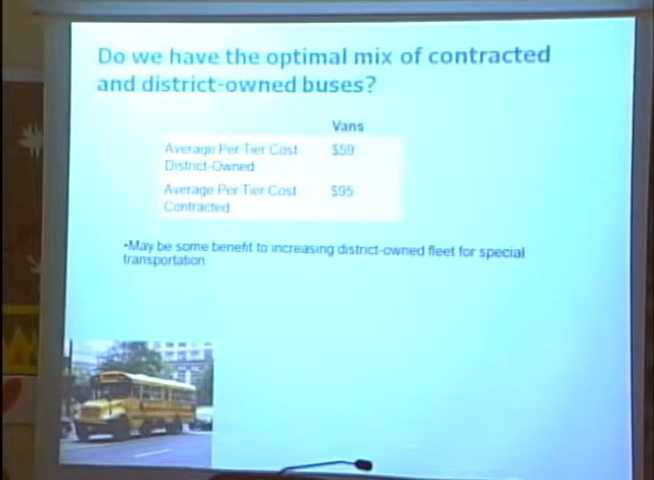 Do we have the optimal mix of contracted
and district-owned buses?
Vans
Average Per Tier Cost $59
District-Owned
Average Per Tier Cost $95
Contracted
•May be some benefit to increasing district-owned fleet for special
transportation